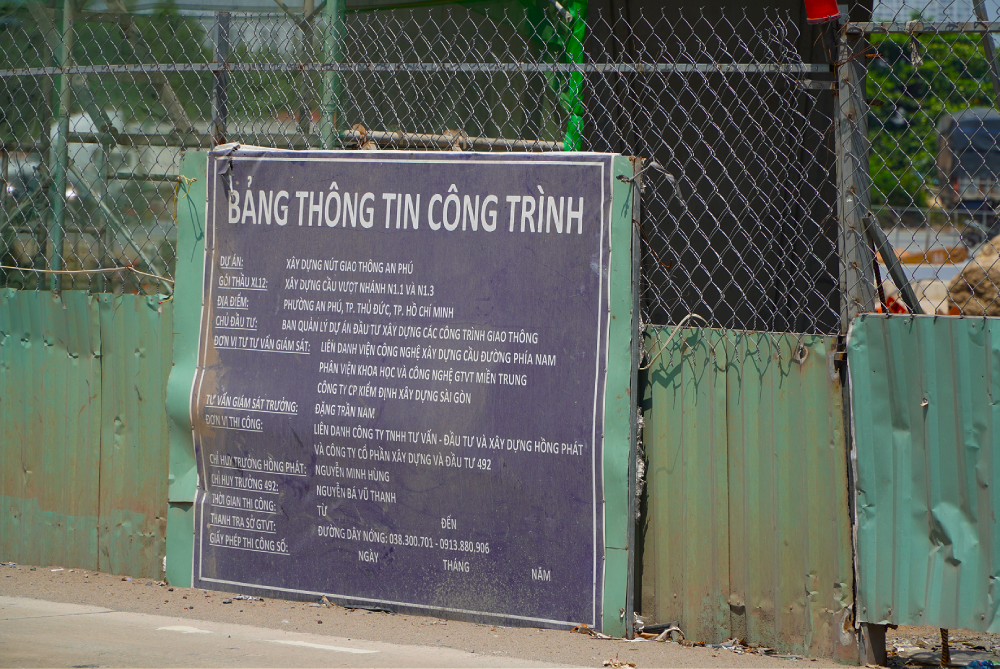 BẢNG THÔNG TIN CÔNG TRÌNH
DỰ ÁN: XÂY DỰNG NÚT GIAO THÔNG AN PHÚ
GÓI THẦU XL12: XÂY DỰNG CẦU VƯỢT NHÁNH N1.1 VÀ N1.3
ĐỊA ĐIỂM: PHƯỜNG AN PHÚ, TP. THỦ ĐỨC, TP. HỒ CHÍ MINH
CHỦ ĐẦU TƯ: BAN QUẢN LÝ DỰ ÁN ĐẦU TƯ XÂY DỰNG CÁC CÔNG TRÌNH GIAO THÔNG
ĐƠN VỊ TƯ TƯ VẤN GIÁM SÁT: LIÊN DANH VIỆN CÔNG NGHỆ XÂY DỰNG CẦU ĐƯỜNG PHÍA NAM
PHÂN VIỆN KHOA HỌC VÀ CÔNG NGHỆ GTVT MIỀN TRUNG
CÔNG TY CP KIỂM ĐỊNH XÂY DỰNG SÀI GÒN
TƯ VẤN GIÁM SÁT TRƯỞNG: ĐẶNG TRẦN NAM
ĐƠN VỊ THI CÔNG: LIÊN DANH CÔNG TY TNHH TƯ VẤN - ĐẦU TƯ VÀ XÂY DỰNG HỒNG PHÁT
VÀ CÔNG TY CỔ PHẦN XÂY DỰNG VÀ ĐẦU TƯ 492
CHỈ HUY TRƯỞNG HỒNG PHÁT: NGUYỄN MINH HÙNG
CHỈ HUY TRƯỞNG 492: NGUYỄN BÁ VŨ THANH
THỜI GIAN THI CÔNG: TỪ ĐẾN
THANH TRA SỞ GTVT: ĐƯỜNG DÂY NÓNG: 038.300.701 - 0913.880.906
GIẤY PHÉP THI CÔNG SỐ: NGÀY THÁNG NĂM